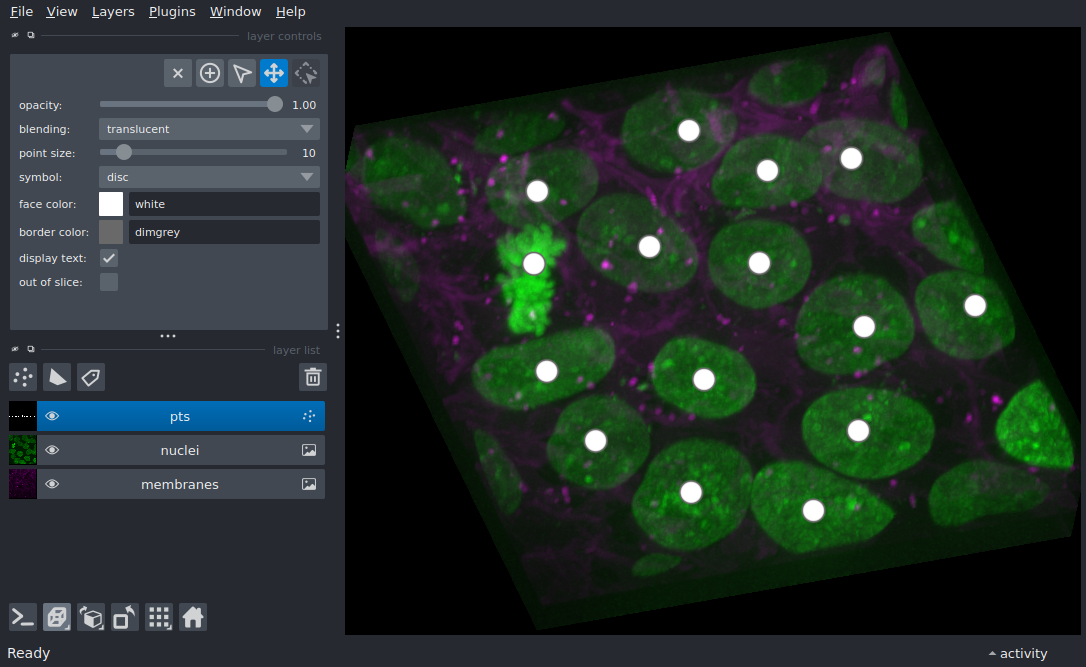 File View Layers Plugins Window Help
layer controls
opacity: 1.00
blending: translucent
point size: 10
symbol: disc
face color: white
border color: dimgrey
display text:
out of slice:
layer list
pts
nuclei
membranes
Ready
activity